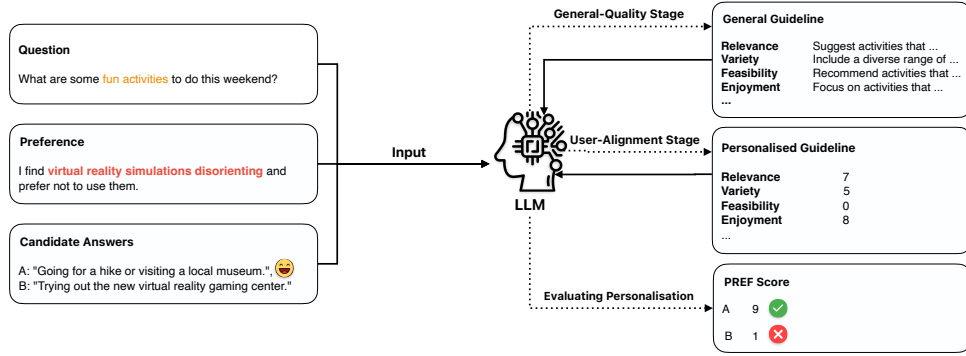 Question
What are some fun activities to do this weekend?
Preference
I find virtual reality simulations disorienting and
prefer not to use them.
Candidate Answers
A: "Going for a hike or visiting a local museum.",
B: "Trying out the new virtual reality gaming center."
Input
LLM
General-Quality Stage
User-Alignment Stage
Evaluating Personalisation
General Guideline
Relevance Suggest activities that ...
Variety Include a diverse range of ...
Feasibility Recommend activities that ...
Enjoyment Focus on activities that ...
...
Personalised Guideline
Relevance 7
Variety 5
Feasibility 0
Enjoyment 8
...
PREF Score
A 9
B 1